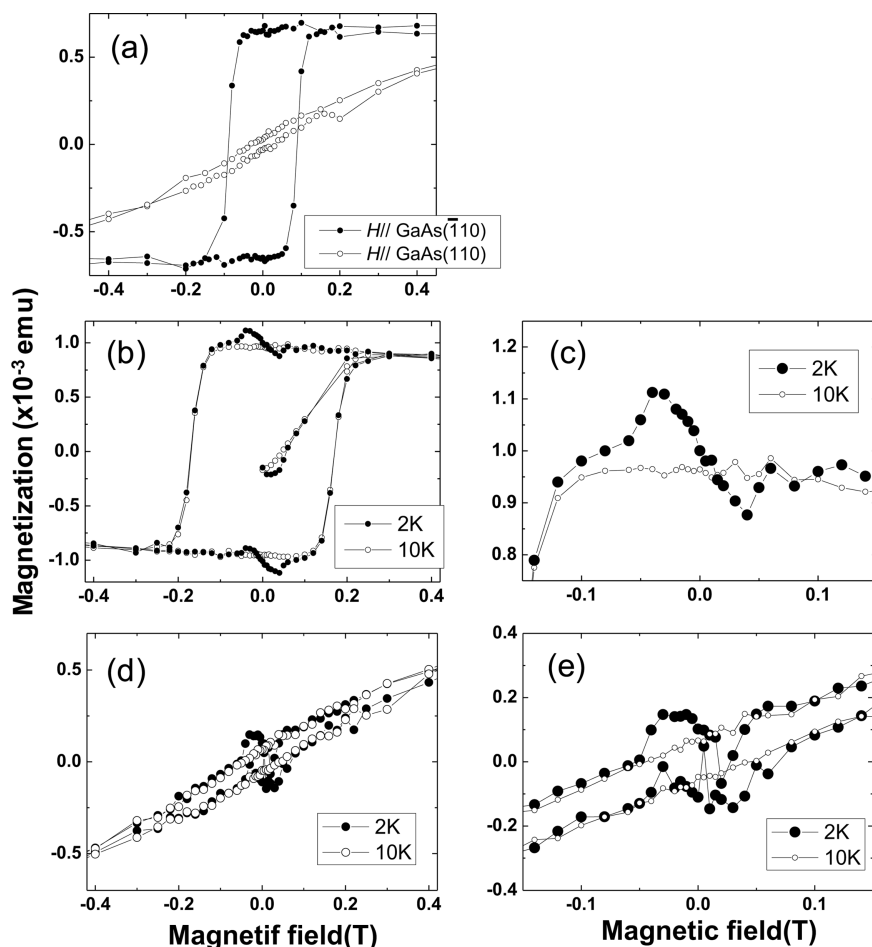 (a)
0.5
0.0
-0.5
H// GaAs(1̄10)
H// GaAs(110)
-0.4 -0.2 0.0 0.2 0.4
Magnetization (x10-3 emu)
(b)
1.0
0.5
0.0
-0.5
-1.0
2K
10K
-0.4 -0.2 0.0 0.2 0.4
(c)
1.2
1.1
1.0
0.9
0.8
2K
10K
-0.1 0.0 0.1
(d)
0.5
0.0
-0.5
2K
10K
-0.4 -0.2 0.0 0.2 0.4
Magnetif field(T)
(e)
0.4
0.2
0.0
-0.2
-0.4
2K
10K
-0.1 0.0 0.1
Magnetic field(T)